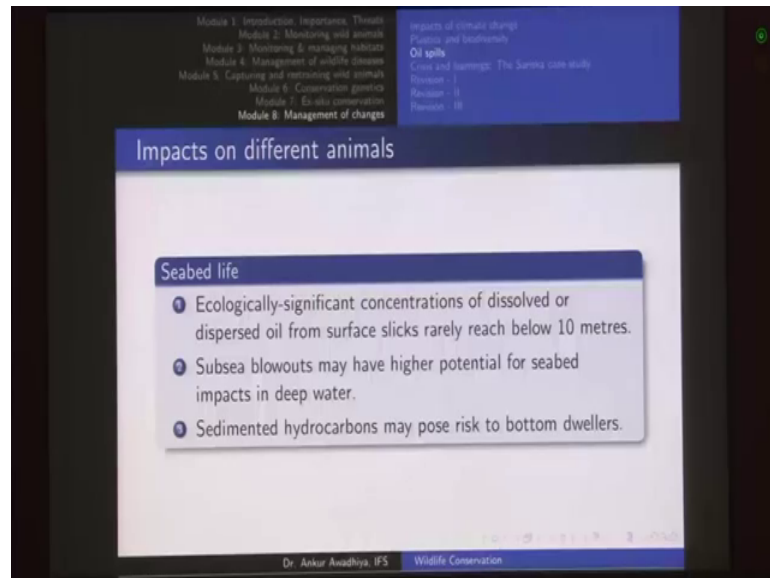 Module 1: Introduction, Importance, Threats
Module 2: Monitoring wild animals
Module 3: Monitoring & managing habitats
Module 4: Management of wildlife diseases
Module 5: Capturing and restraining wild animals
Module 6: Conservation genetics
Module 7: Ex-situ conservation
Module 8: Management of changes
Impacts of climate change
Plastics and biodiversity
Oil spills
Crisis and learnings: The Sariska case study
Revision - I
Revision - II
Revision - III
Impacts on different animals
Seabed life
1 Ecologically-significant concentrations of dissolved or
dispersed oil from surface slicks rarely reach below 10 metres.
2 Subsea blowouts may have higher potential for seabed
impacts in deep water.
3 Sedimented hydrocarbons may pose risk to bottom dwellers.
Dr. Ankur Awadhiya, IFS
Wildlife Conservation